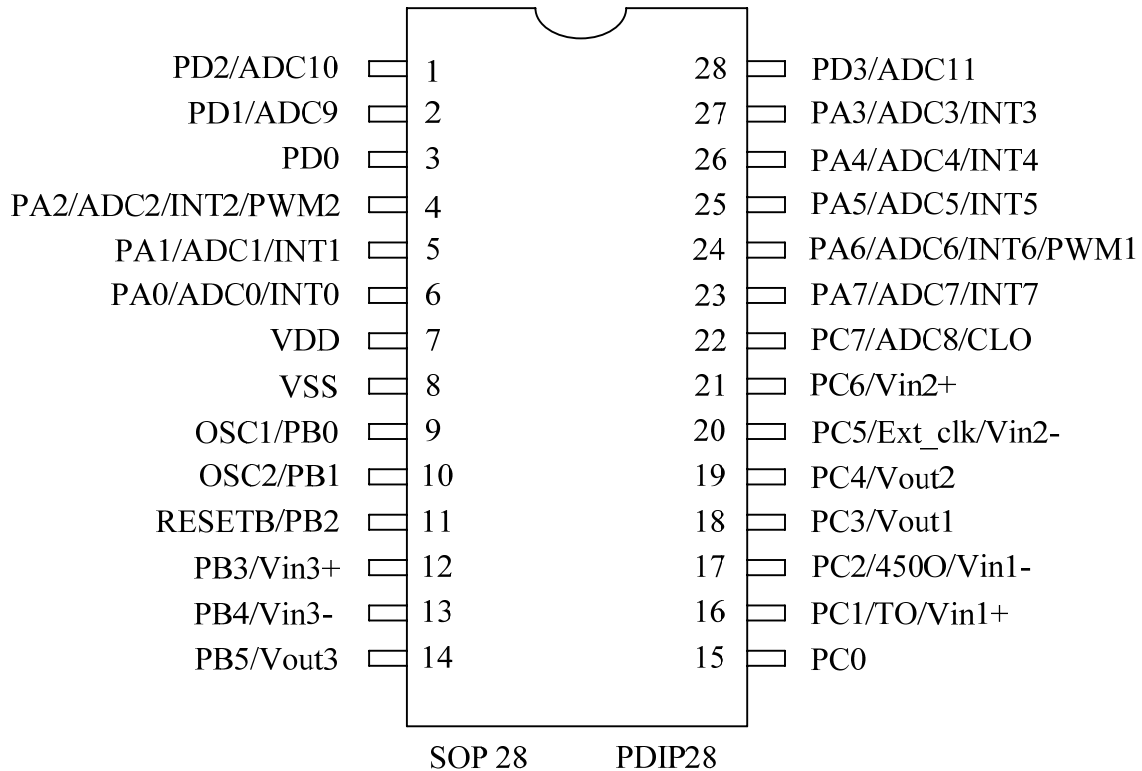 PD2/ADC10 1 28 PD3/ADC11
PD1/ADC9 2 27 PA3/ADC3/INT3
PD0 3 26 PA4/ADC4/INT4
PA2/ADC2/INT2/PWM2 4 25 PA5/ADC5/INT5
PA1/ADC1/INT1 5 24 PA6/ADC6/INT6/PWM1
PA0/ADC0/INT0 6 23 PA7/ADC7/INT7
VDD 7 22 PC7/ADC8/CLO
VSS 8 21 PC6/Vin2+
OSC1/PB0 9 20 PC5/Ext_clk/Vin2-
OSC2/PB1 10 19 PC4/Vout2
RESETB/PB2 11 18 PC3/Vout1
PB3/Vin3+ 12 17 PC2/450O/Vin1-
PB4/Vin3- 13 16 PC1/TO/Vin1+
PB5/Vout3 14 15 PC0
SOP 28 PDIP28